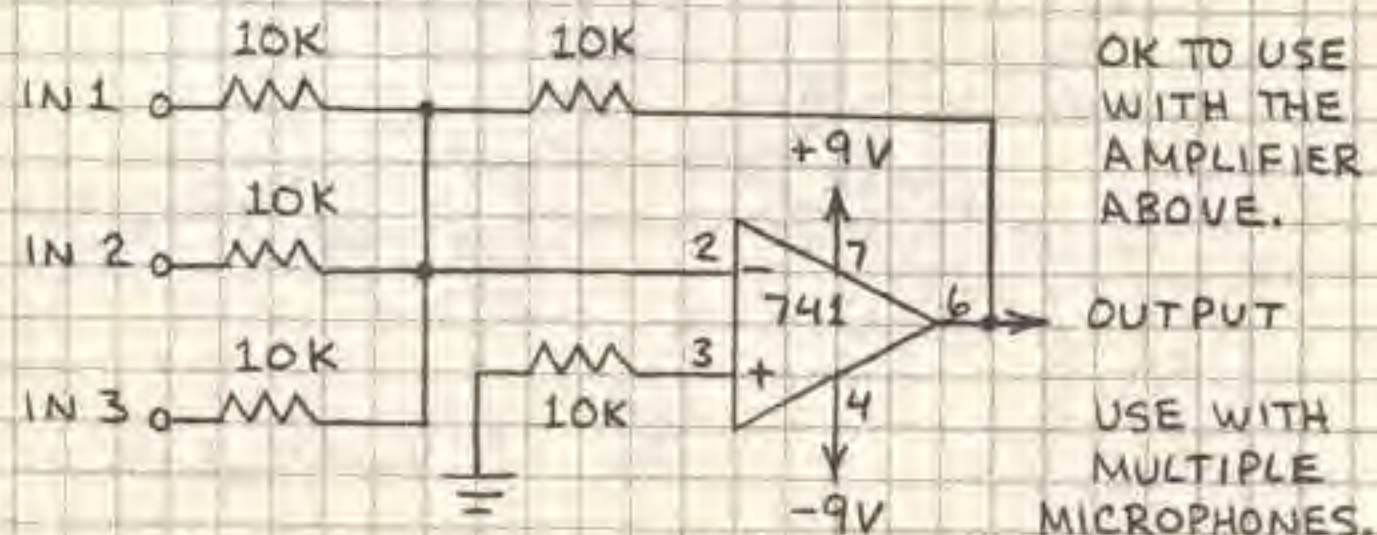 10K
10K
IN 1
OK TO USE
WITH THE
AMPLIFIER
ABOVE.
+9V
10K
IN 2
2
7
-
741
6
OUTPUT
10K
IN 3
3
+
10K
4
-9V
USE WITH
MULTIPLE
MICROPHONES.